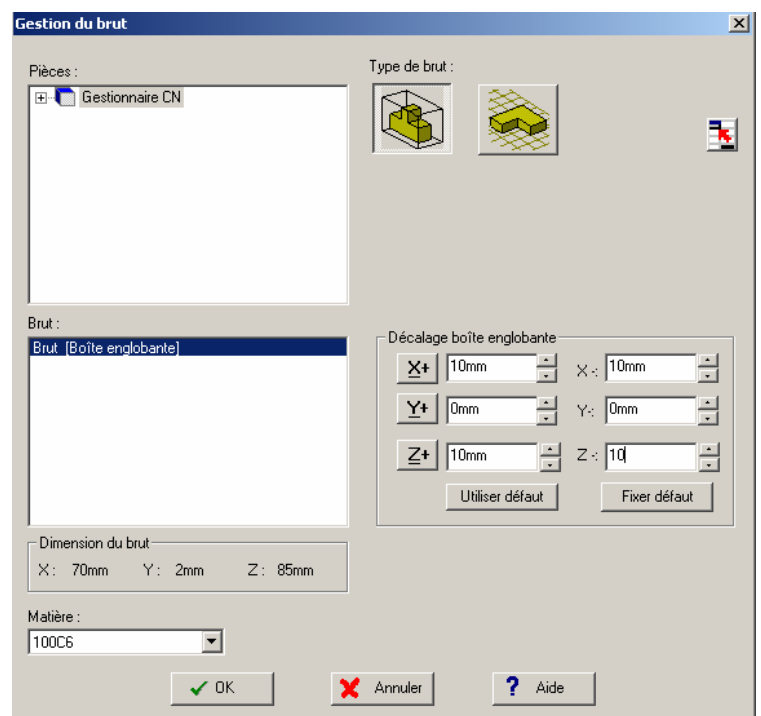 Gestion du brut
Pièces :
Type de brut :
Gestionnaire CN
Brut :
Brut [Boîte englobante]
Décalage boîte englobante
X+ 10mm X-: 10mm
Y+ 0mm Y-: 0mm
Z+ 10mm Z-: 10
Utiliser défaut Fixer défaut
Dimension du brut
X: 70mm Y: 2mm Z: 85mm
Matière :
100C6
OK Annuler ? Aide